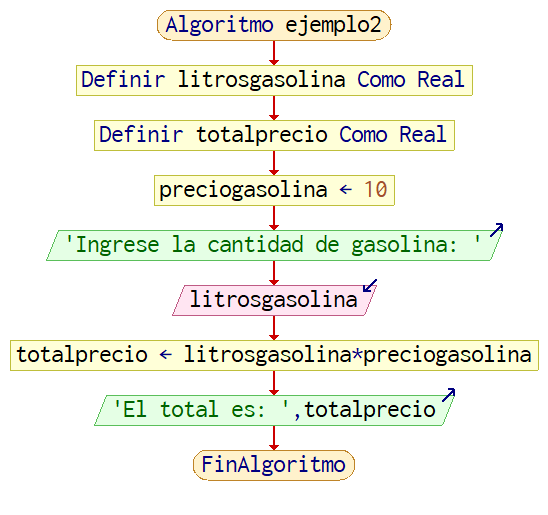 Algoritmo ejemplo2
Definir litrosgasolina Como Real
Definir totalprecio Como Real
preciogasolina ← 10
'Ingrese la cantidad de gasolina: '
litrosgasolina
totalprecio ← litrosgasolina*preciogasolina
'El total es: ',totalprecio
FinAlgoritmo